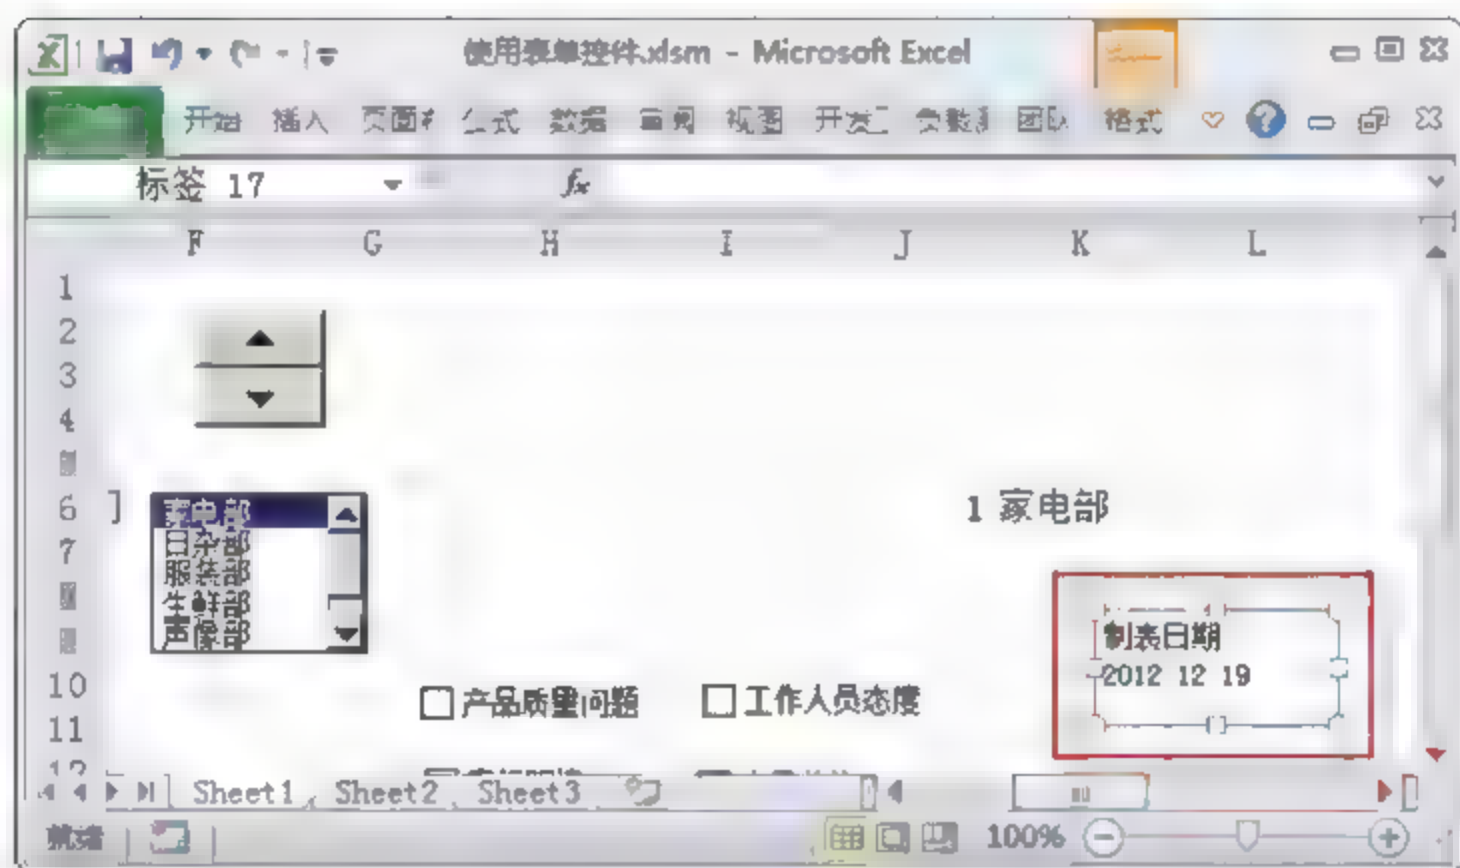 使用表单控件.xlsm - Microsoft Excel
开始 插入 公式 数据 审阅 视图 团队 格式
标签 17 fx
F G H I J K L
1
2
3
4
6 1 家电部
7
家电部
日杂部
服装部
生鲜部
声像部
制表日期
2012 12 19
10
□产品质量问题 □工作人员态度
11
12
Sheet1 Sheet2 Sheet3
就绪 100%